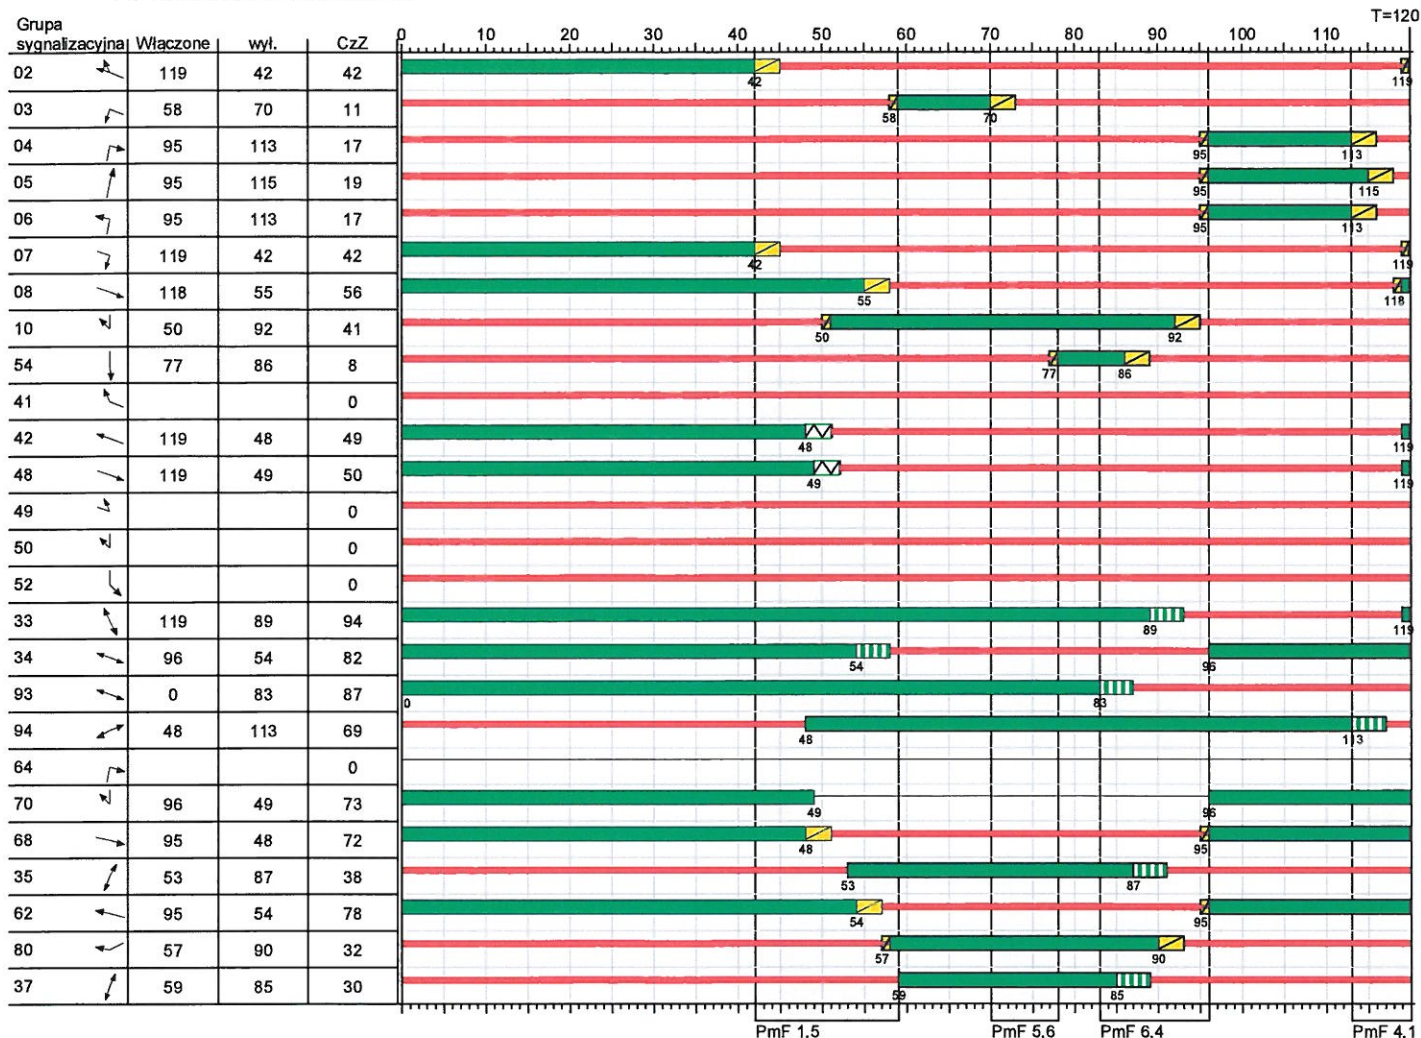 T=120
Grupa
sygnalizacyjna Włączone wył. CzZ 0 10 20 30 40 50 60 70 80 90 100 110
02 119 42 42 42 119
03 58 70 11 58 70
04 95 113 17 95 113
05 95 115 19 95 115
06 95 113 17 95 113
07 119 42 42 42 119
08 118 55 56 55 118
10 50 92 41 50 92
54 77 86 8 77 86
41 0
42 119 48 49 48 119
48 119 49 50 49 119
49 0
50 0
52 0
33 119 89 94 89 119
34 96 54 82 54 96
93 0 83 87 0 83
94 48 113 69 48 113
64 0
70 96 49 73 49 96
68 95 48 72 48 95
35 53 87 38 53 87
62 95 54 78 54 95
80 57 90 32 57 90
37 59 85 30 59 85
PmF 1.5 PmF 5.6 PmF 6.4 PmF 4.1